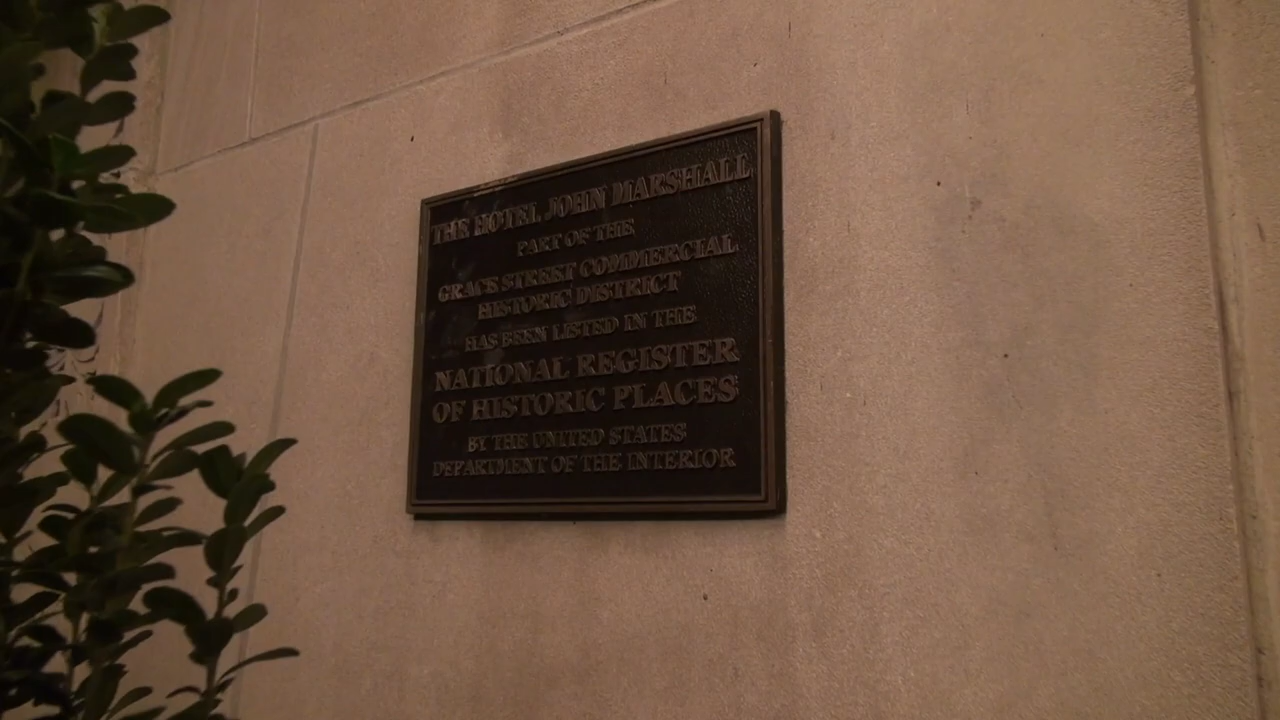 THE HOTEL JOHN MARSHALL
PART OF THE
GRACE STREET COMMERCIAL
HISTORIC DISTRICT
HAS BEEN LISTED IN THE
NATIONAL REGISTER
OF HISTORIC PLACES
BY THE UNITED STATES
DEPARTMENT OF THE INTERIOR